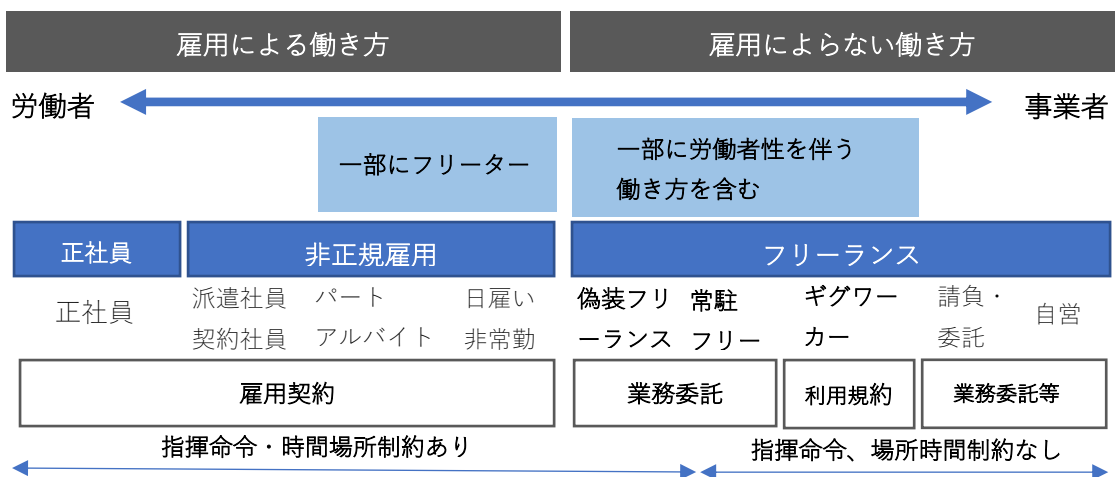 雇用による働き方
雇用によらない働き方
労働者
事業者
一部にフリーター
一部に労働者性を伴う
働き方を含む
正社員
非正規雇用
フリーランス
正社員
派遣社員
契約社員
パート
アルバイト
日雇い
非常勤
偽装フリ
ーランス
常駐
フリー
ギグワー
カー
請負・
委託
自営
雇用契約
業務委託
利用規約
業務委託等
指揮命令・時間場所制約あり
指揮命令、場所時間制約なし